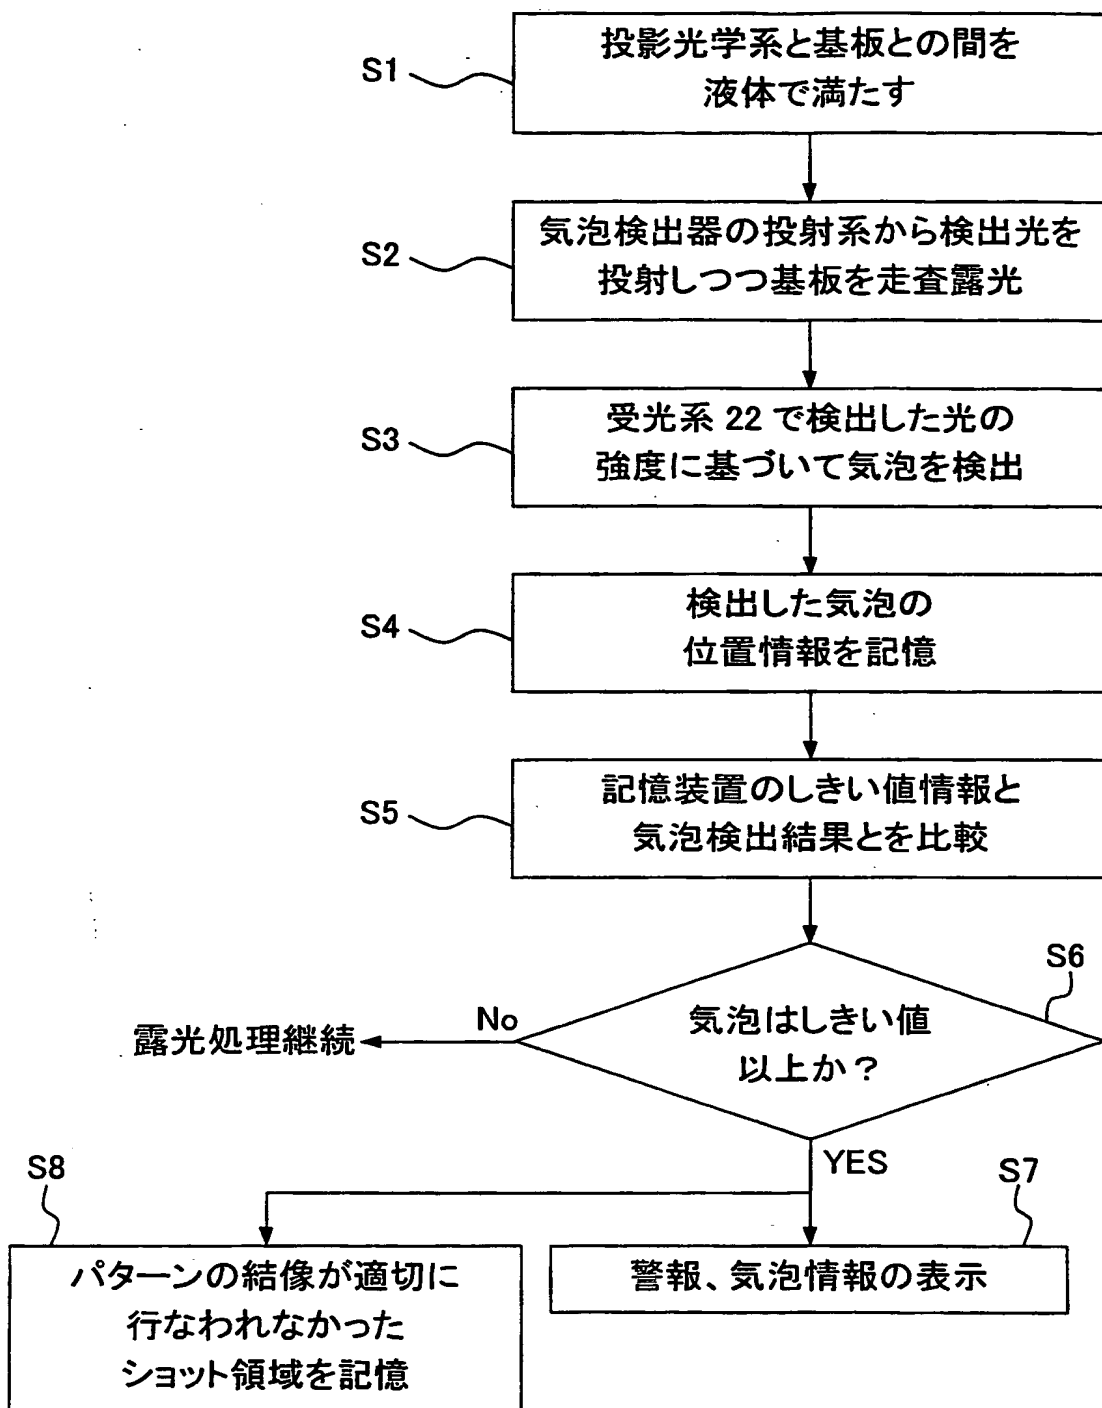 S1
投影光学系と基板との間を
液体で満たす
S2
気泡検出器の投射系から検出光を
投射しつつ基板を走査露光
S3
受光系 22 で検出した光の
強度に基づいて気泡を検出
S4
検出した気泡の
位置情報を記憶
S5
記憶装置のしきい値情報と
気泡検出結果とを比較
S6
気泡はしきい値
以上か？
No
露光処理継続
YES
S8
パターンの結像が適切に
行なわれなかった
ショット領域を記憶
S7
警報、気泡情報の表示